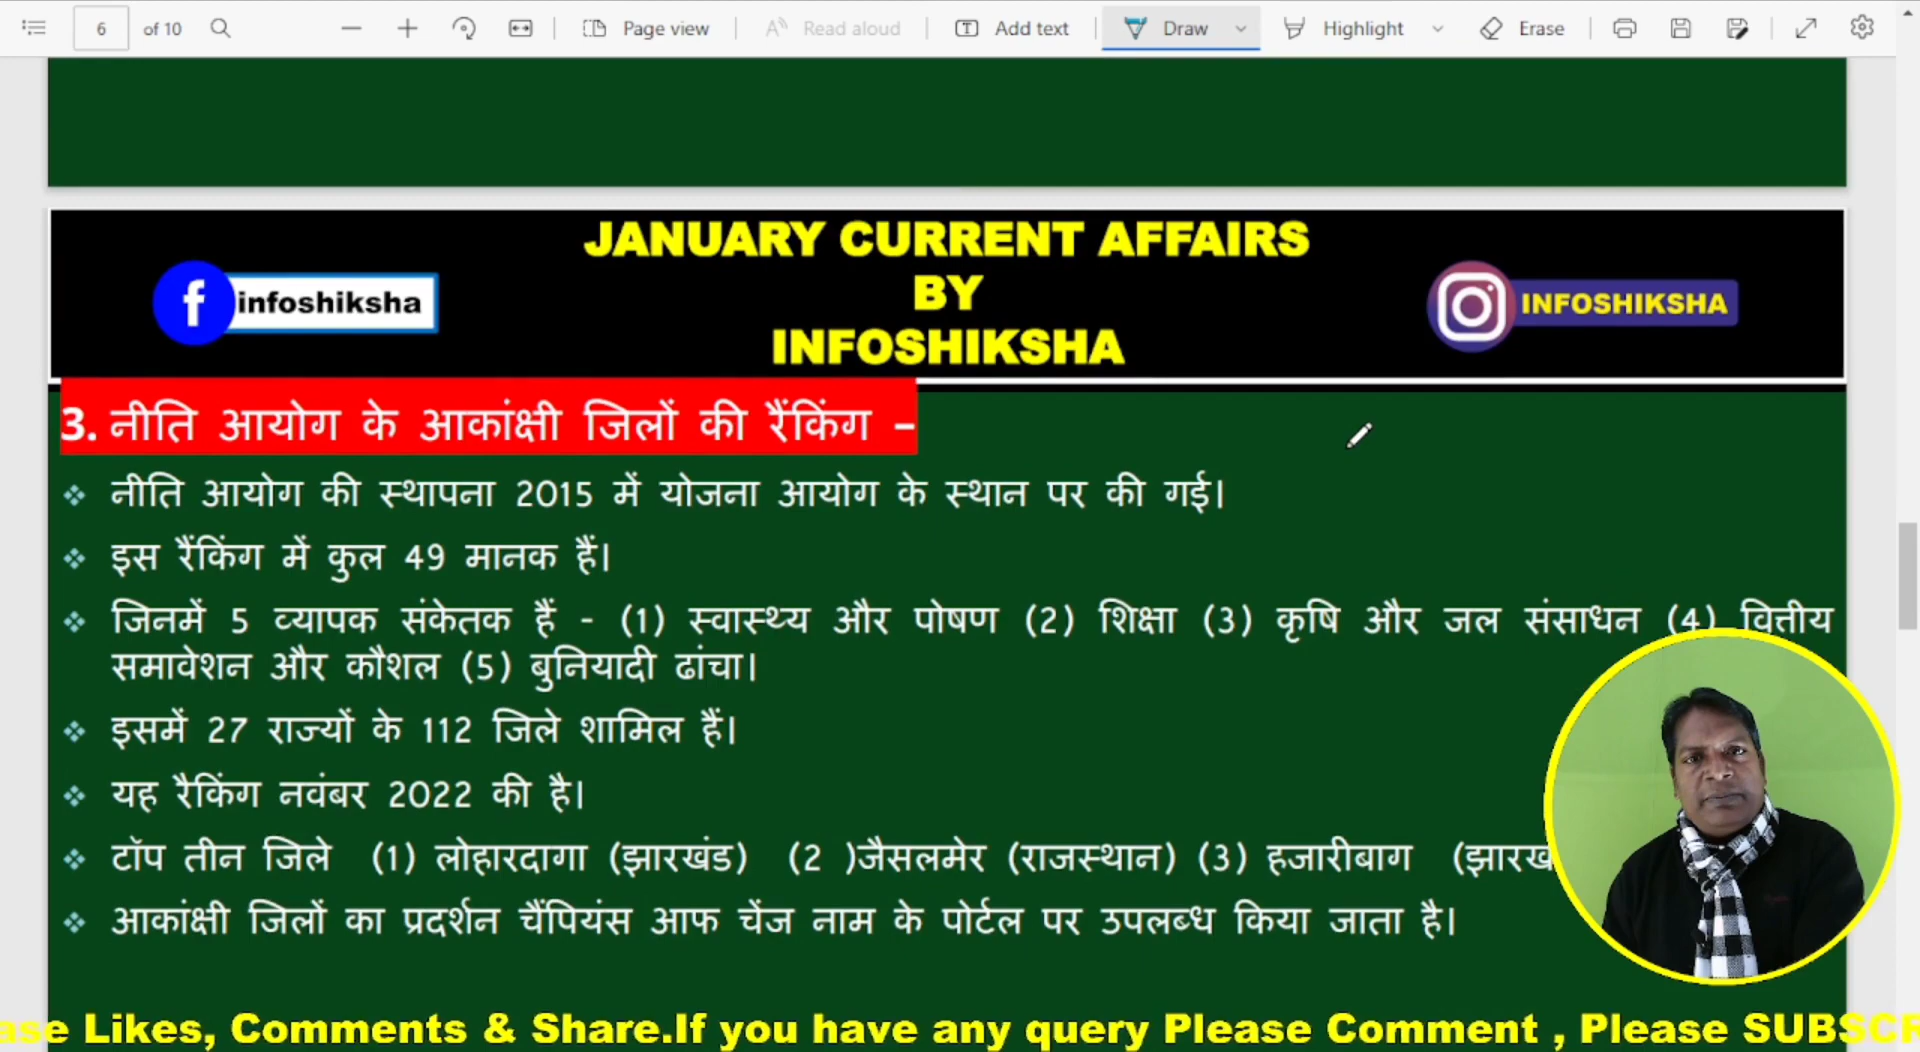 6 of 10 Page view Read aloud Add text Draw Highlight Erase
JANUARY CURRENT AFFAIRS
BY
INFOSHIKSHA
f infoshiksha
INFOSHIKSHA
3. नीति आयोग के आकांक्षी जिलों की रैंकिंग –
❖ नीति आयोग की स्थापना 2015 में योजना आयोग के स्थान पर की गई।
❖ इस रैंकिंग में कुल 49 मानक हैं।
❖ जिनमें 5 व्यापक संकेतक हैं - (1) स्वास्थ्य और पोषण (2) शिक्षा (3) कृषि और जल संसाधन (4) वित्तीय
समावेशन और कौशल (5) बुनियादी ढांचा।
❖ इसमें 27 राज्यों के 112 जिले शामिल हैं।
❖ यह रैकिंग नवंबर 2022 की है।
❖ टॉप तीन जिले (1) लोहारदागा (झारखंड) (2 )जैसलमेर (राजस्थान) (3) हजारीबाग
❖ आकांक्षी जिलों का प्रदर्शन चैंपियंस आफ चेंज नाम के पोर्टल पर उपलब्ध किया जाता है।
Likes, Comments & Share.If you have any query Please Comment , Please